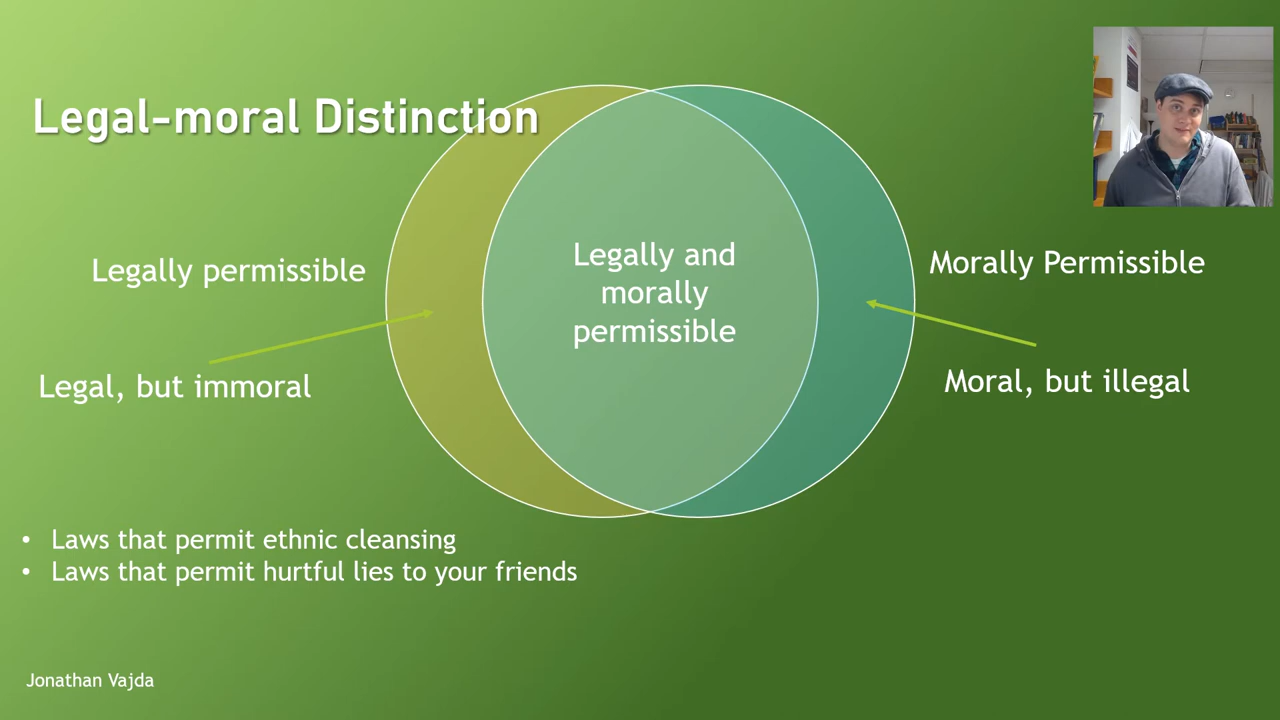 Legal-moral Distinction
Legally permissible
Legal, but immoral
Legally and
morally
permissible
Morally Permissible
Moral, but illegal
• Laws that permit ethnic cleansing
• Laws that permit hurtful lies to your friends
Jonathan Vajda